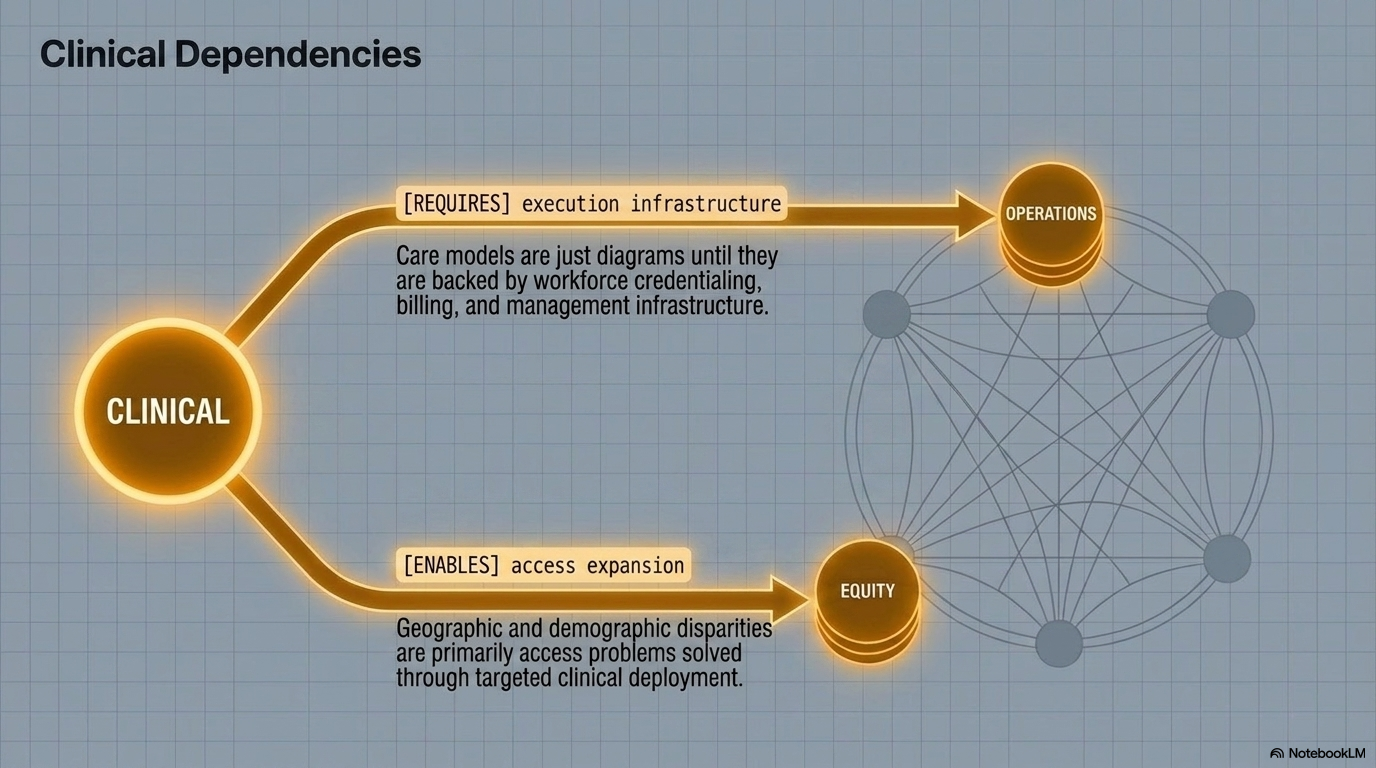 Clinical Dependencies
[REQUIRES] execution infrastructure
Care models are just diagrams until they
are backed by workforce credentialing,
billing, and management infrastructure.
OPERATIONS
CLINICAL
[ENABLES] access expansion
Geographic and demographic disparities
are primarily access problems solved
through targeted clinical deployment.
EQUITY
NotebookLM